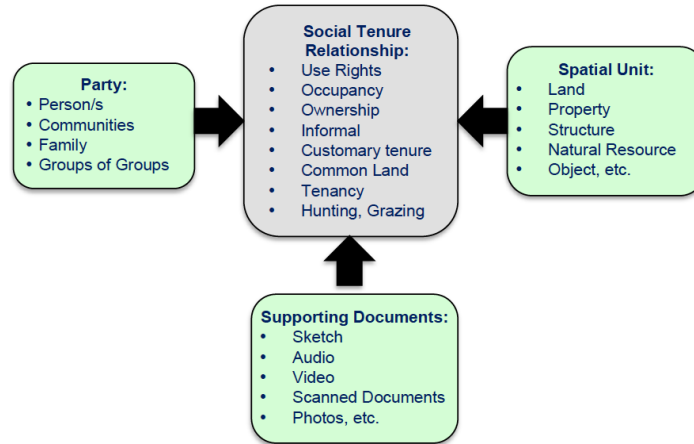 Social Tenure
Relationship:
• Use Rights
• Occupancy
• Ownership
• Informal
• Customary tenure
• Common Land
• Tenancy
• Hunting, Grazing
Party:
• Person/s
• Communities
• Family
• Groups of Groups
Spatial Unit:
• Land
• Property
• Structure
• Natural Resource
• Object, etc.
Supporting Documents:
• Sketch
• Audio
• Video
• Scanned Documents
• Photos, etc.